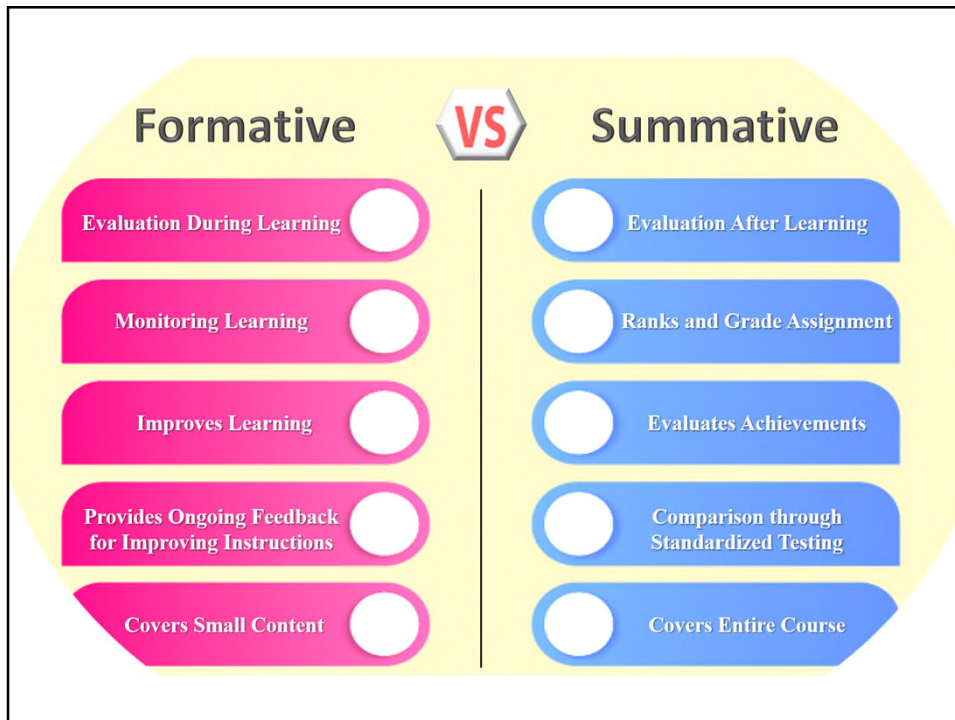 Formative
VS
Summative
Evaluation During Learning
Evaluation After Learning
Monitoring Learning
Ranks and Grade Assignment
Improves Learning
Evaluates Achievements
Provides Ongoing Feedback
for Improving Instructions
Comparison through
Standardized Testing
Covers Small Content
Covers Entire Course